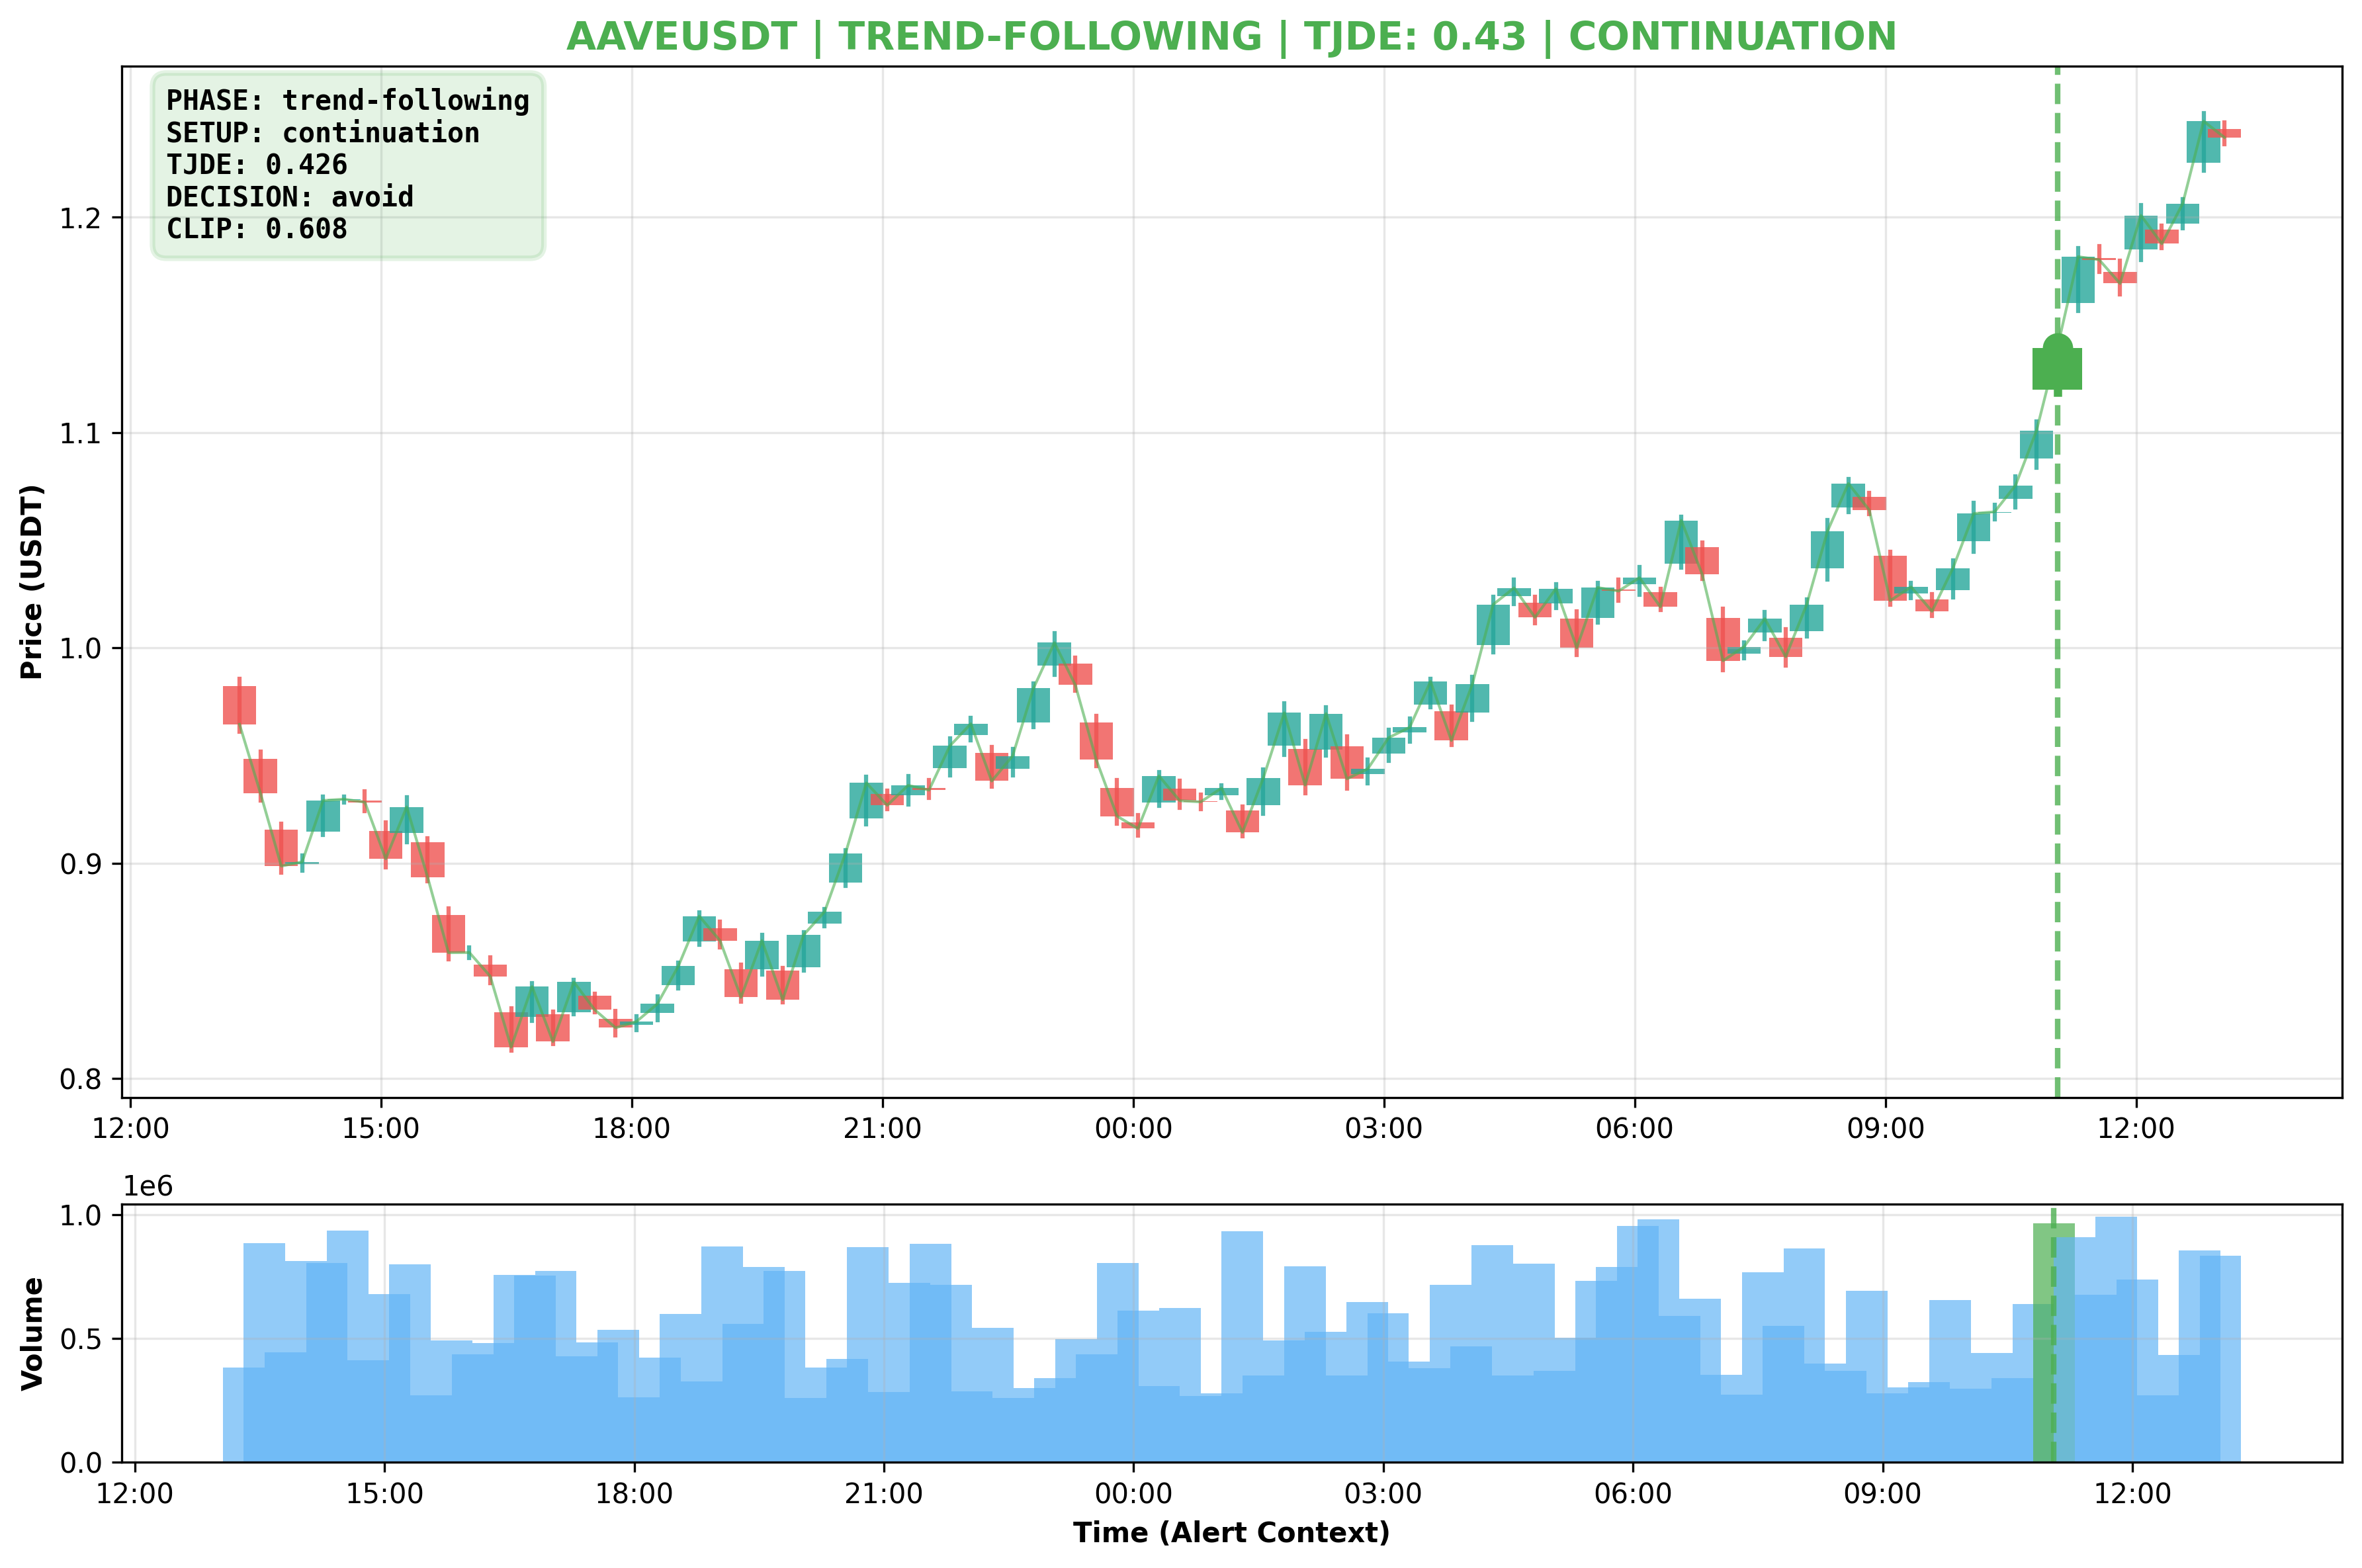 AAVEUSDT | TREND-FOLLOWING | TJDE: 0.43 | CONTINUATION
PHASE: trend-following
SETUP: continuation
TJDE: 0.426
DECISION: avoid
CLIP: 0.608
Price (USDT)
1.2
1.1
1.0
0.9
0.8
12:00 15:00 18:00 21:00 00:00 03:00 06:00 09:00 12:00
1e6
Volume
1.0
0.5
0.0
12:00 15:00 18:00 21:00 00:00 03:00 06:00 09:00 12:00
Time (Alert Context)